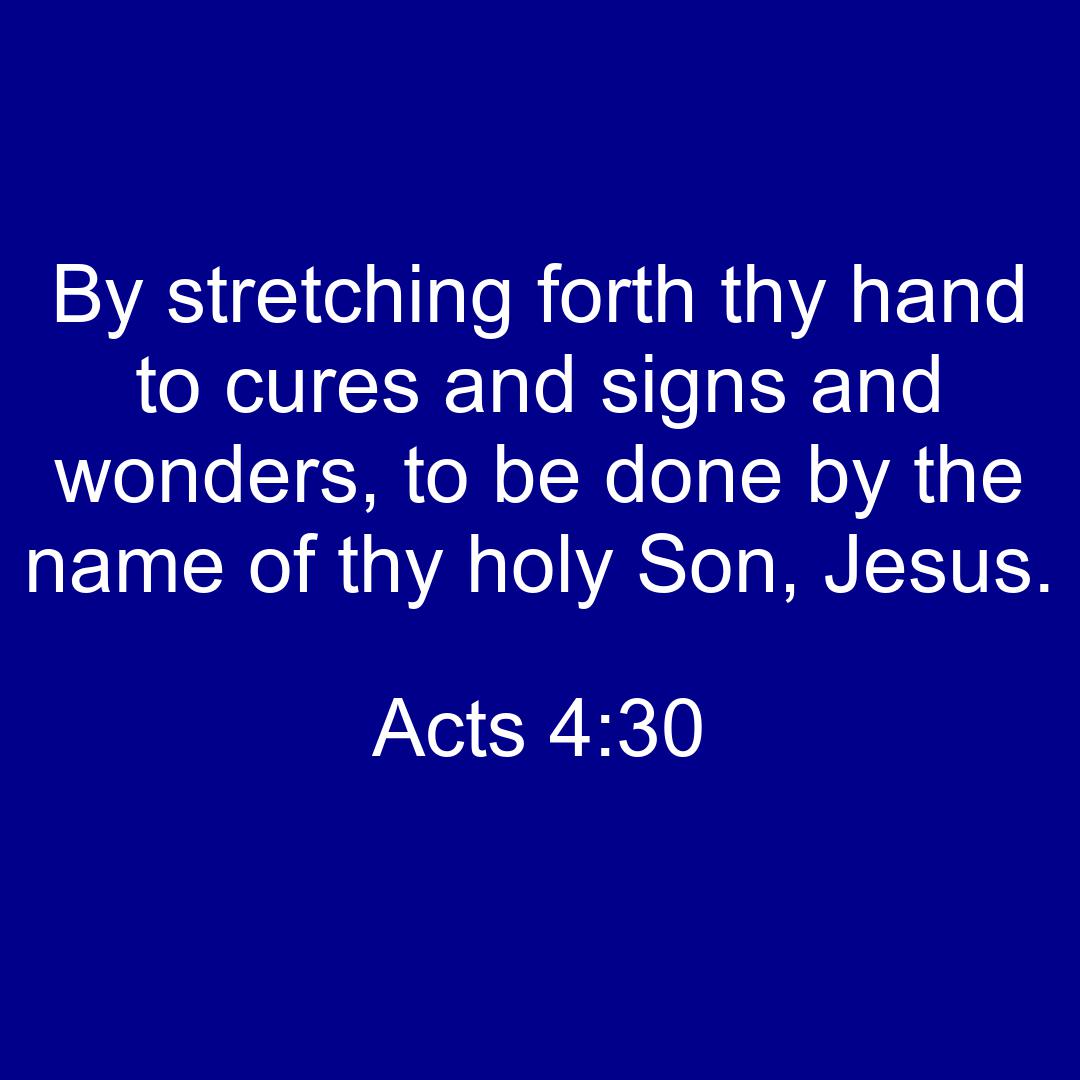 By stretching forth thy hand
to cures and signs and
wonders, to be done by the
name of thy holy Son, Jesus.
Acts 4:30